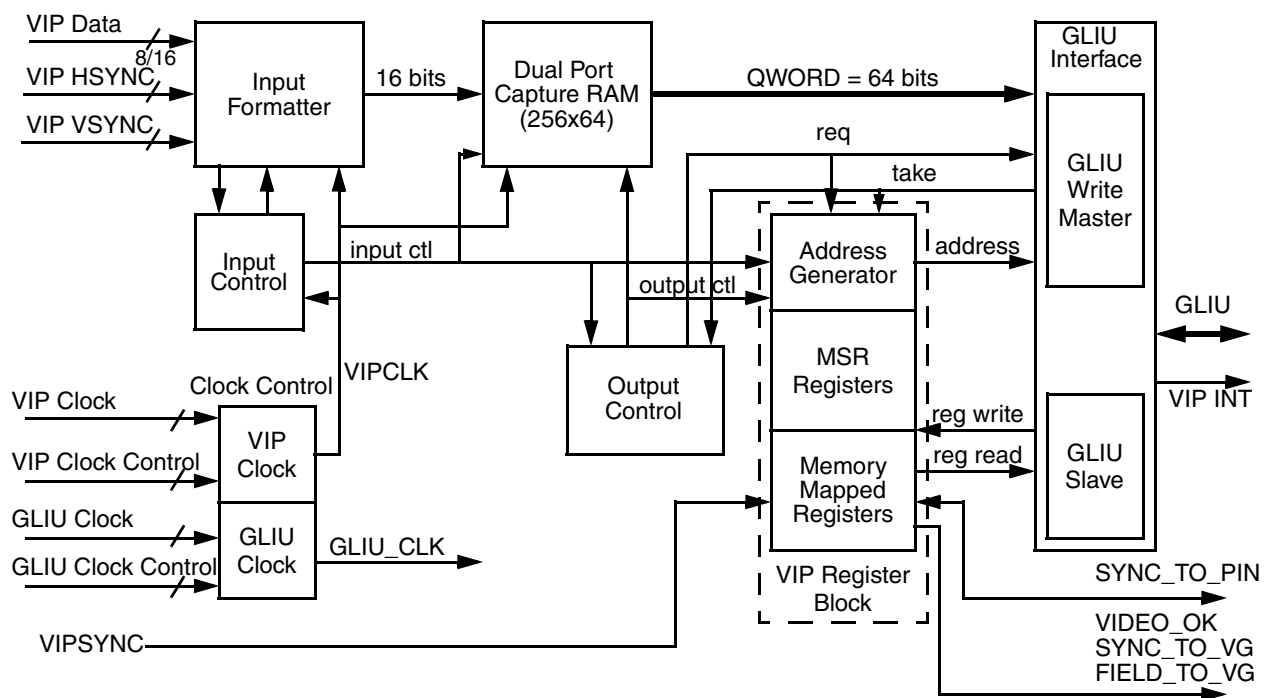 VIP Data
8/16
VIP HSYNC
VIP VSYNC
Input
Formatter
16 bits
Dual Port
Capture RAM
(256x64)
QWORD = 64 bits
GLIU
Interface
req
take
GLIU
Write
Master
Input
Control
input ctl
Address
Generator
address
output ctl
MSR
Registers
GLIU
VIP INT
VIPCLK
Output
Control
Clock Control
VIP Clock
VIP
Clock
VIP Clock Control
reg write
reg read
GLIU
Slave
Memory
Mapped
Registers
GLIU Clock
GLIU
Clock
GLIU Clock Control
GLIU_CLK
VIP Register
Block
SYNC_TO_PIN
VIPSYNC
VIDEO_OK
SYNC_TO_VG
FIELD_TO_VG